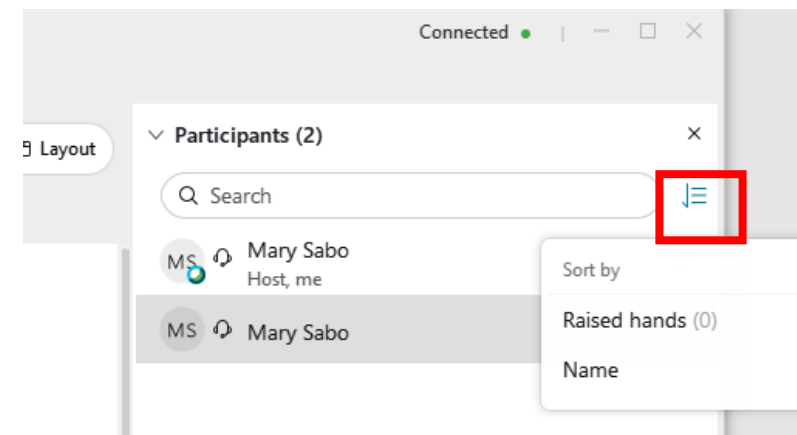 Connected
Layout
Participants (2)
Search
MS Mary Sabo
Host, me
MS Mary Sabo
Sort by
Raised hands (0)
Name